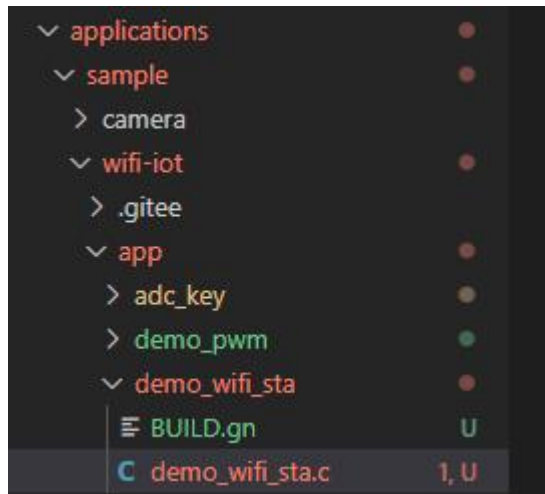 applications
sample
camera
wifi-iot
.gitee
app
adc_key
demo_pwm
demo_wifi_sta
BUILD.gn U
C demo_wifi_sta.c 1, U